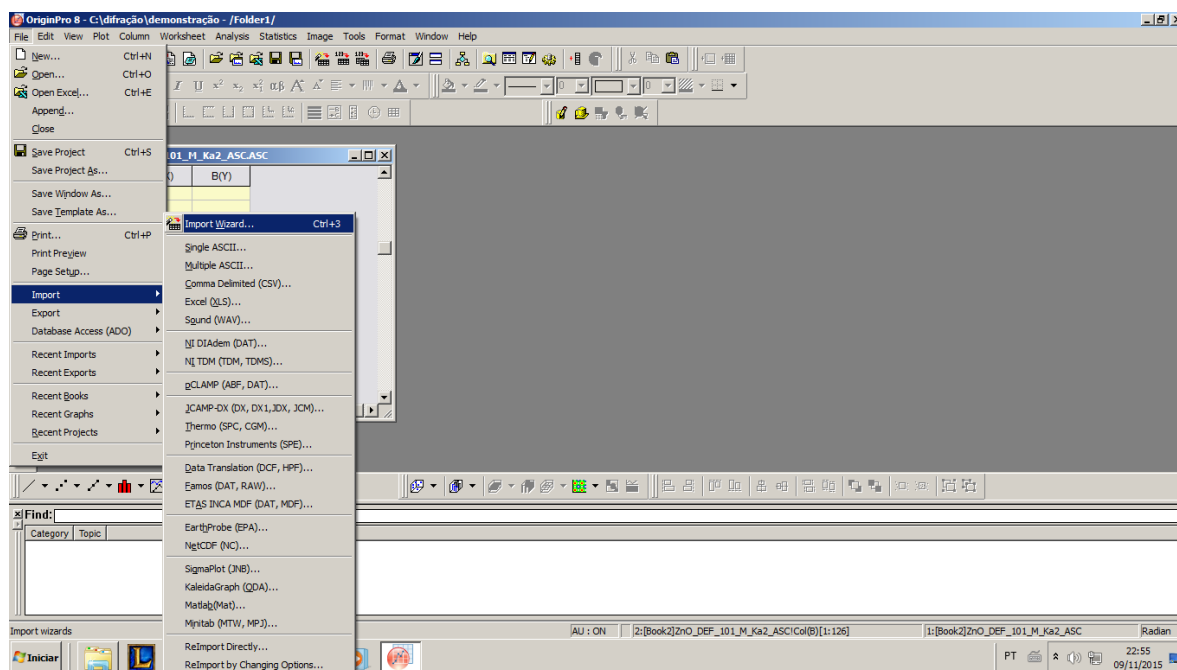 OriginPro 8 - C:\difração\demonstração - /Folder1/
File Edit View Plot Column Worksheet Analysis Statistics Image Tools Format Window Help
New... Ctrl+N
Open... Ctrl+O
Open Excel... Ctrl+E
Append...
Close
Save Project Ctrl+S
Save Project As...
Save Window As...
Save Template As...
Print... Ctrl+P
Print Preview
Page Setup...
Import
Export
Database Access (ADO)
Recent Imports
Recent Exports
Recent Books
Recent Graphs
Recent Projects
Exit
01_M_Ka2_ASC.ASC
B(Y)
Import Wizard... Ctrl+3
Single ASCII...
Multiple ASCII...
Comma Delimited (CSV)...
Excel (XLS)...
Sound (WAV)...
NI DIAdem (DAT)...
NI TDM (TDM, TDMS)...
pCLAMP (ABF, DAT)...
JCAMP-DX (DX, DX1,JDX, JCM)...
Thermo (SPC, CGM)...
Princeton Instruments (SPE)...
Data Translation (DCF, HPF)...
Famos (DAT, RAW)...
ETAS INCA MDF (DAT, MDF)...
EarthProbe (EPA)...
NetCDF (NC)...
SigmaPlot (JNB)...
KaleidaGraph (QDA)...
Matlab(Mat)...
Minitab (MTW, MPJ)...
ReImport Directly...
ReImport by Changing Options...
0
0
Find:
Category Topic
Import wizards
AU : ON 2:[Book2]ZnO_DEF_101_M_Ka2_ASC!Col(B)[1:126] 1:[Book2]ZnO_DEF_101_M_Ka2_ASC Radian
Iniciar
PT
22:55
09/11/2015